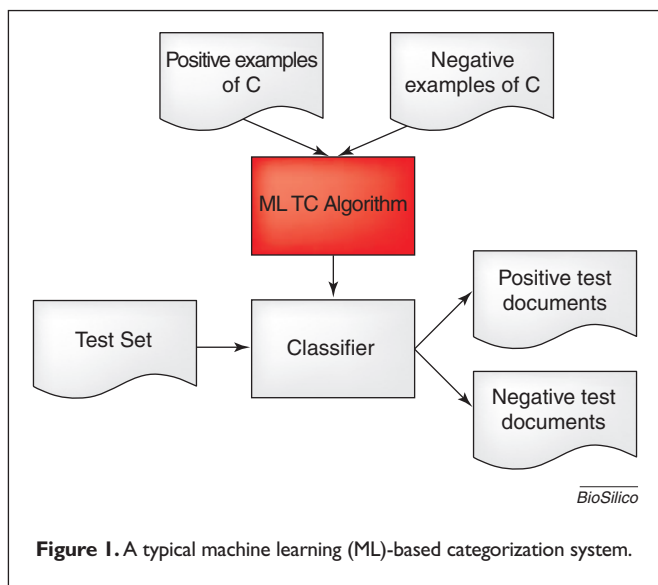 Positive examples
of C
Negative
examples of C
ML TC Algorithm
Positive test
documents
Test Set
Classifier
Negative test
documents
BioSilico
Figure 1. A typical machine learning (ML)-based categorization system.